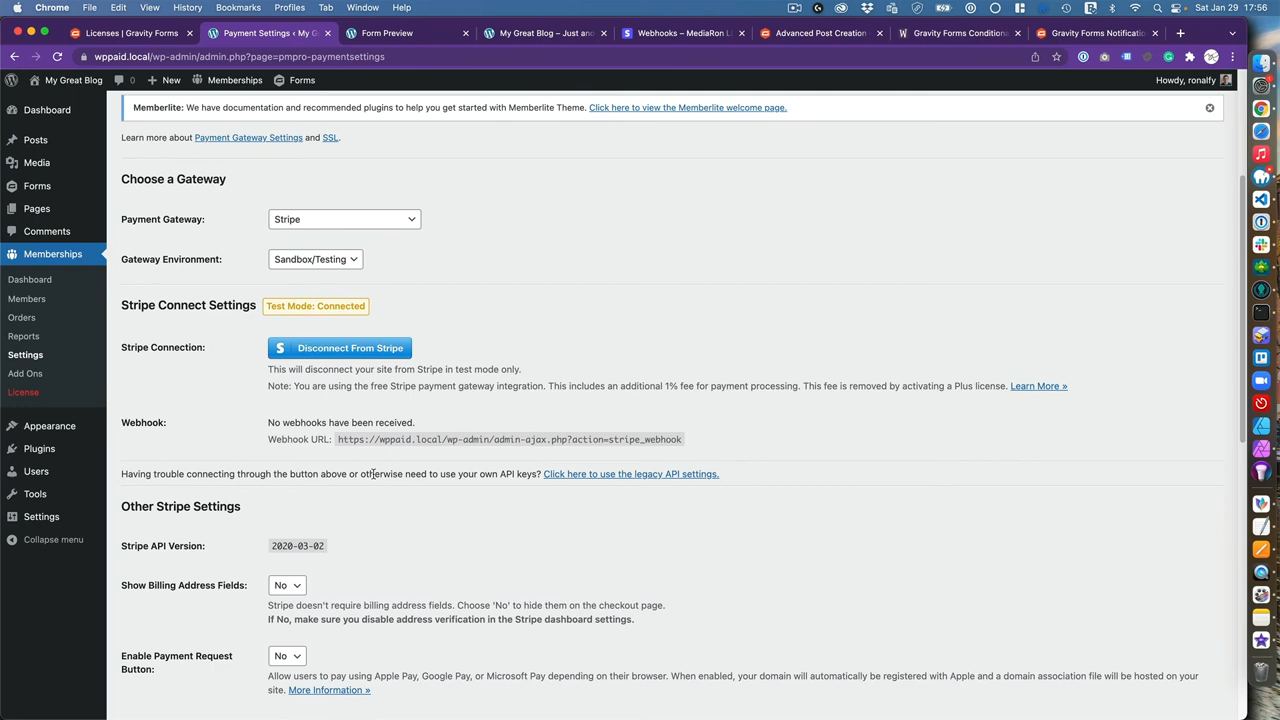 Chrome File Edit View History Bookmarks Profiles Tab Window Help Sat Jan 29 17:56
Licenses | Gravity Forms
Payment Settings ‹ My G
Form Preview
My Great Blog – Just an
Webhooks – MediaRon LL
Advanced Post Creation
Gravity Forms Conditiona
Gravity Forms Notificatio
wppaid.local/wp-admin/admin.php?page=pmpro-paymentsettings
My Great Blog 0 New Memberships Forms Howdy, ronalfy
Dashboard
Posts
Media
Forms
Pages
Comments
Memberships
Dashboard
Members
Orders
Reports
Settings
Add Ons
License
Appearance
Plugins
Users
Tools
Settings
Collapse menu
Memberlite: We have documentation and recommended plugins to help you get started with Memberlite Theme. Click here to view the Memberlite welcome page.
Learn more about Payment Gateway Settings and SSL.
Choose a Gateway
Payment Gateway: Stripe
Gateway Environment: Sandbox/Testing
Stripe Connect Settings Test Mode: Connected
Stripe Connection: Disconnect From Stripe
This will disconnect your site from Stripe in test mode only.
Note: You are using the free Stripe payment gateway integration. This includes an additional 1% fee for payment processing. This fee is removed by activating a Plus license. Learn More »
Webhook: No webhooks have been received.
Webhook URL: https://wppaid.local/wp-admin/admin-ajax.php?action=stripe_webhook
Having trouble connecting through the button above or otherwise need to use your own API keys? Click here to use the legacy API settings.
Other Stripe Settings
Stripe API Version: 2020-03-02
Show Billing Address Fields: No
Stripe doesn't require billing address fields. Choose 'No' to hide them on the checkout page.
If No, make sure you disable address verification in the Stripe dashboard settings.
Enable Payment Request
Button:
No
Allow users to pay using Apple Pay, Google Pay, or Microsoft Pay depending on their browser. When enabled, your domain will automatically be registered with Apple and a domain association file will be hosted on your
site. More Information »